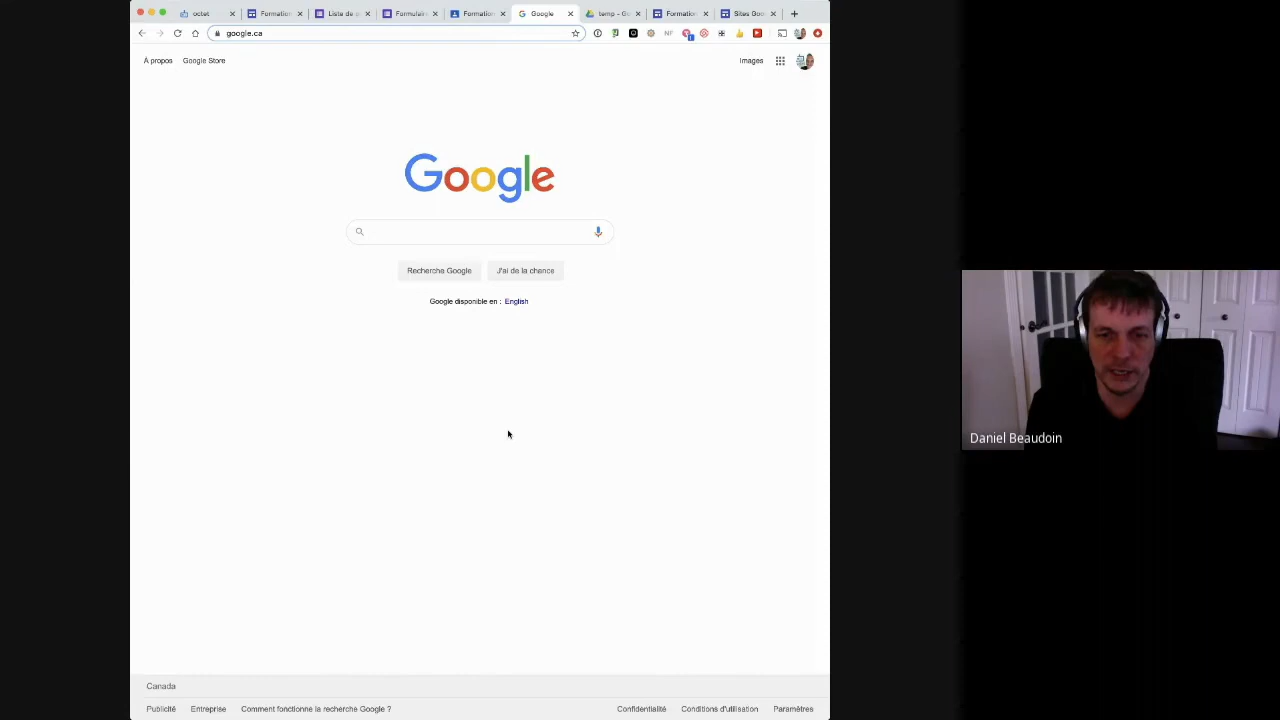 octet
Formation
Liste de p
Formulaire
Formation
Google
temp - Go
Formation
Sites Goo
google.ca
NF
À propos
Google Store
Images
Google
Recherche Google
J'ai de la chance
Google disponible en : English
Daniel Beaudoin
Canada
Publicité
Entreprise
Comment fonctionne la recherche Google ?
Confidentialité
Conditions d'utilisation
Paramètres